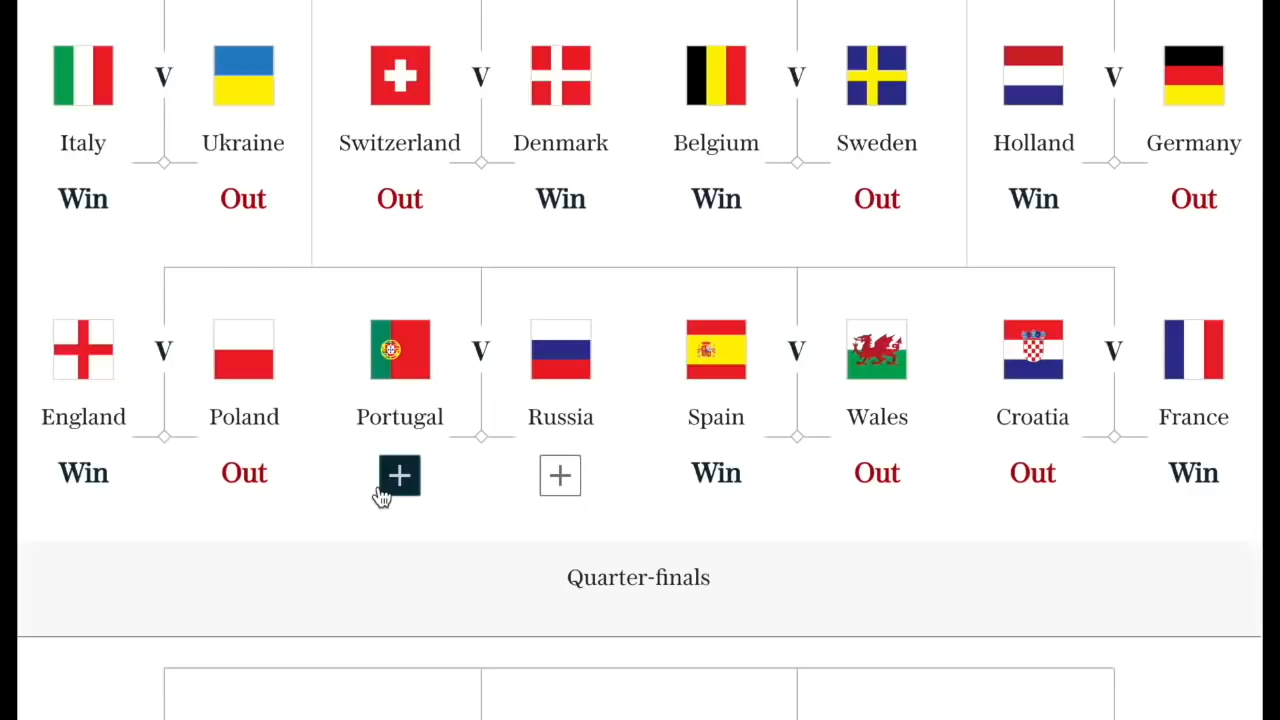 V V V V
Italy Ukraine Switzerland Denmark Belgium Sweden Holland Germany
Win Out Out Win Win Out Win Out
V V V V
England Poland Portugal Russia Spain Wales Croatia France
Win Out + + Win Out Out Win
Quarter-finals